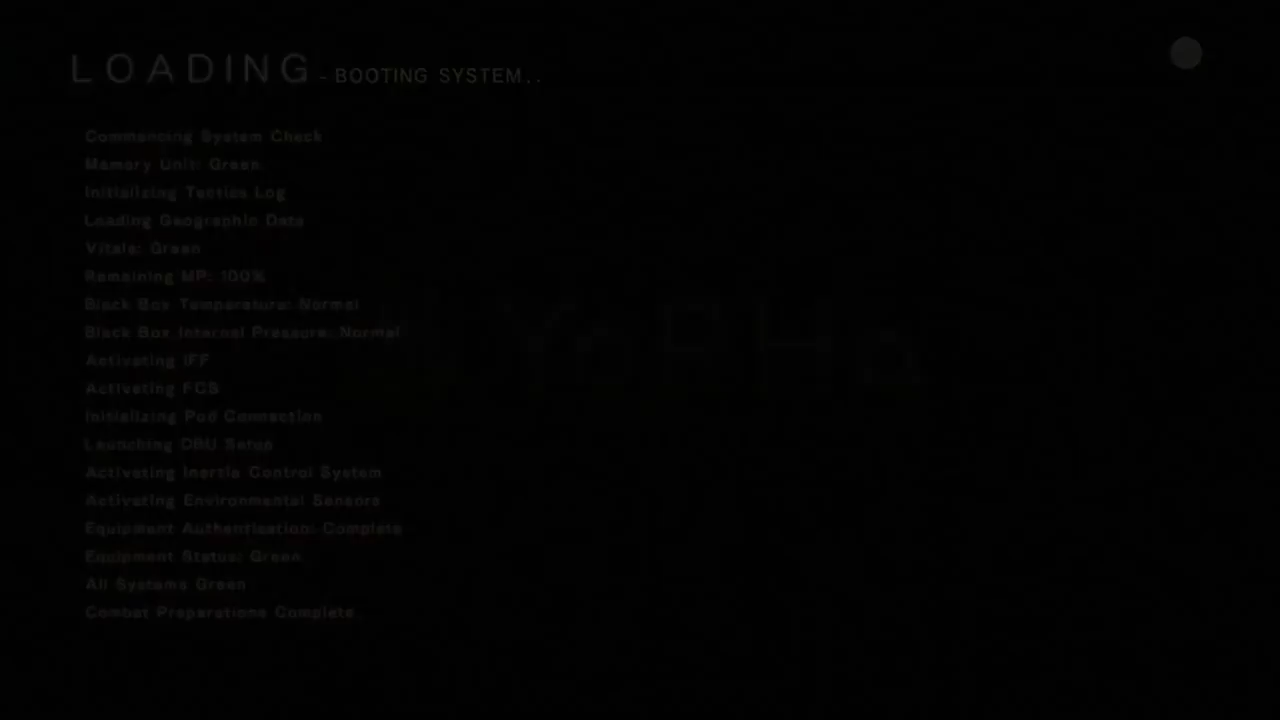 LOADING - BOOTING SYSTEM..
Commencing System Check
Memory Unit: Green
Initializing Tactics Log
Loading Geographic Data
Vitals: Green
Remaining MP: 100%
Black Box Temperature: Normal
Black Box Internal Pressure: Normal
YoRHa
Activating IFF
Activating FCS
Initializing Pod Connection
Launching DBU Setup
Activating Inertia Control System
Activating Environmental Sensors
Equipment Authentication: Complete
Equipment Status: Green
All Systems Green
Combat Preparations Complete